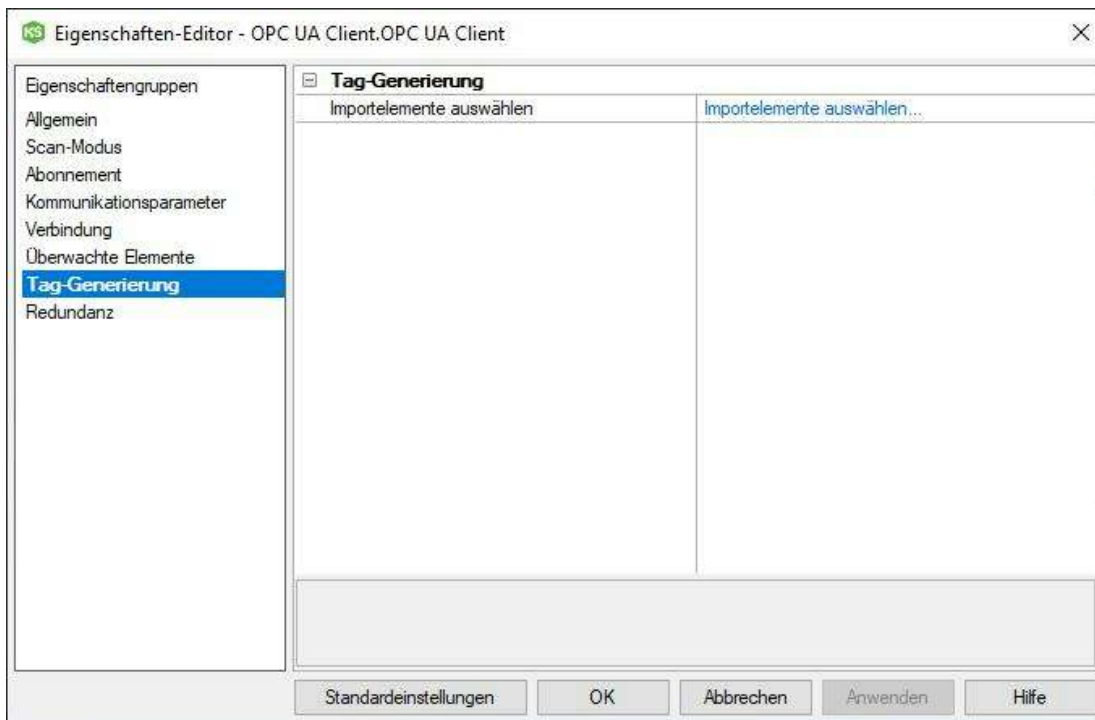 KS Eigenschaften-Editor - OPC UA Client.OPC UA Client
Eigenschaftengruppen
Allgemein
Scan-Modus
Abonnement
Kommunikationsparameter
Verbindung
Überwachte Elemente
Tag-Generierung
Redundanz
Tag-Generierung
Importelemente auswählen Importelemente auswählen...
Standardeinstellungen OK Abbrechen Anwenden Hilfe